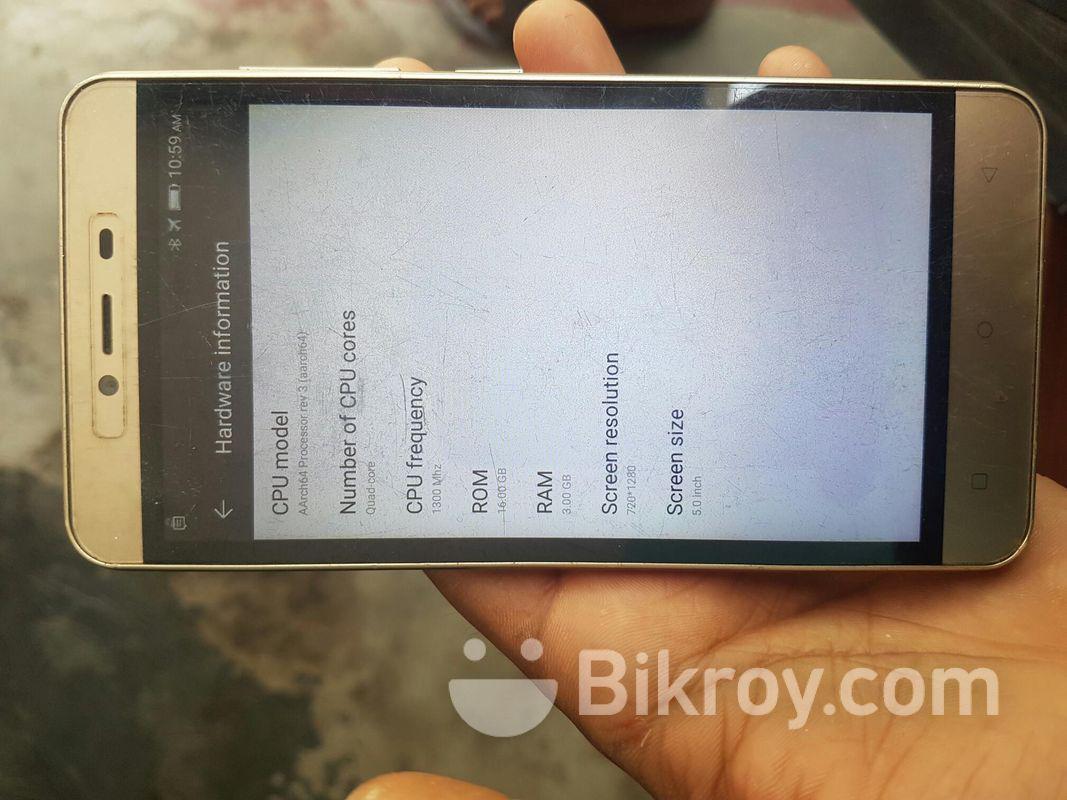 10:59 AM
Hardware information
CPU model
AArch64 Processor rev 3 (aarch64)
Number of CPU cores
Quad-core
CPU frequency
1300 Mhz
ROM
16.00 GB
RAM
3.00 GB
Screen resolution
720*1280
Screen size
5.0 inch
Bikroy.com